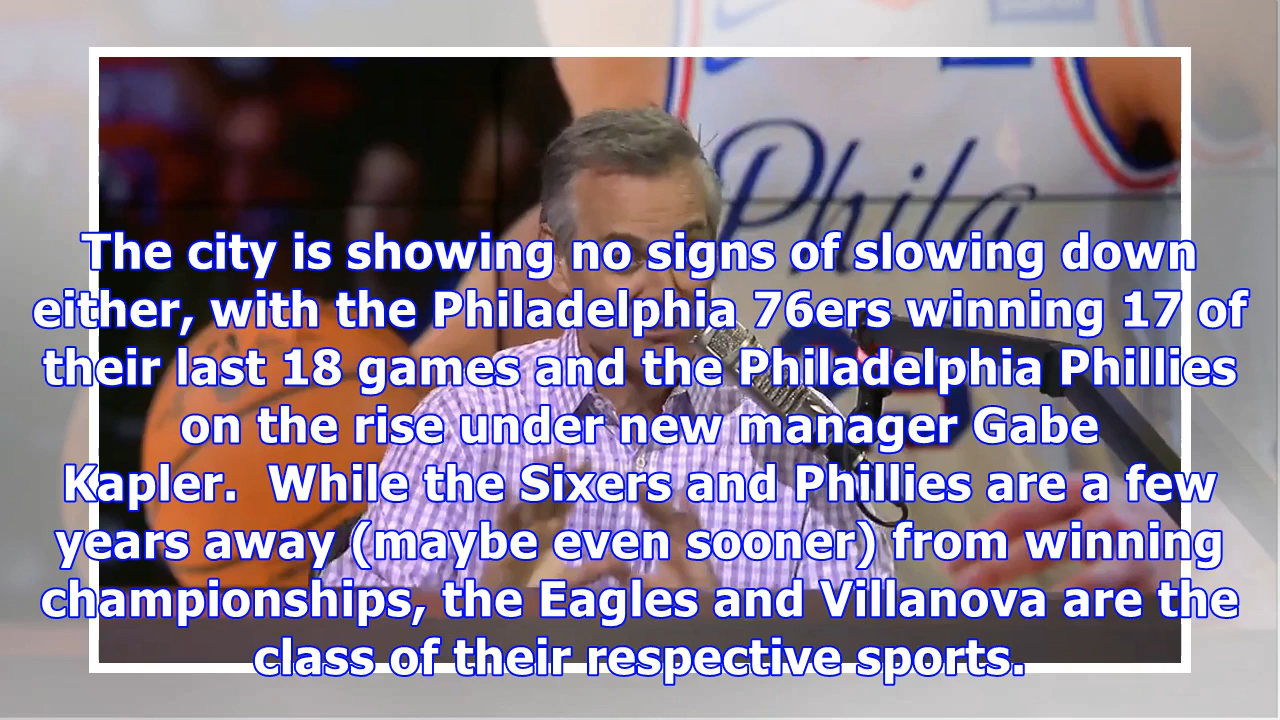 Phila
The city is showing no signs of slowing down
either, with the Philadelphia 76ers winning 17 of
their last 18 games and the Philadelphia Phillies
on the rise under new manager Gabe
Kapler.  While the Sixers and Phillies are a few
years away (maybe even sooner) from winning
championships, the Eagles and Villanova are the
class of their respective sports.